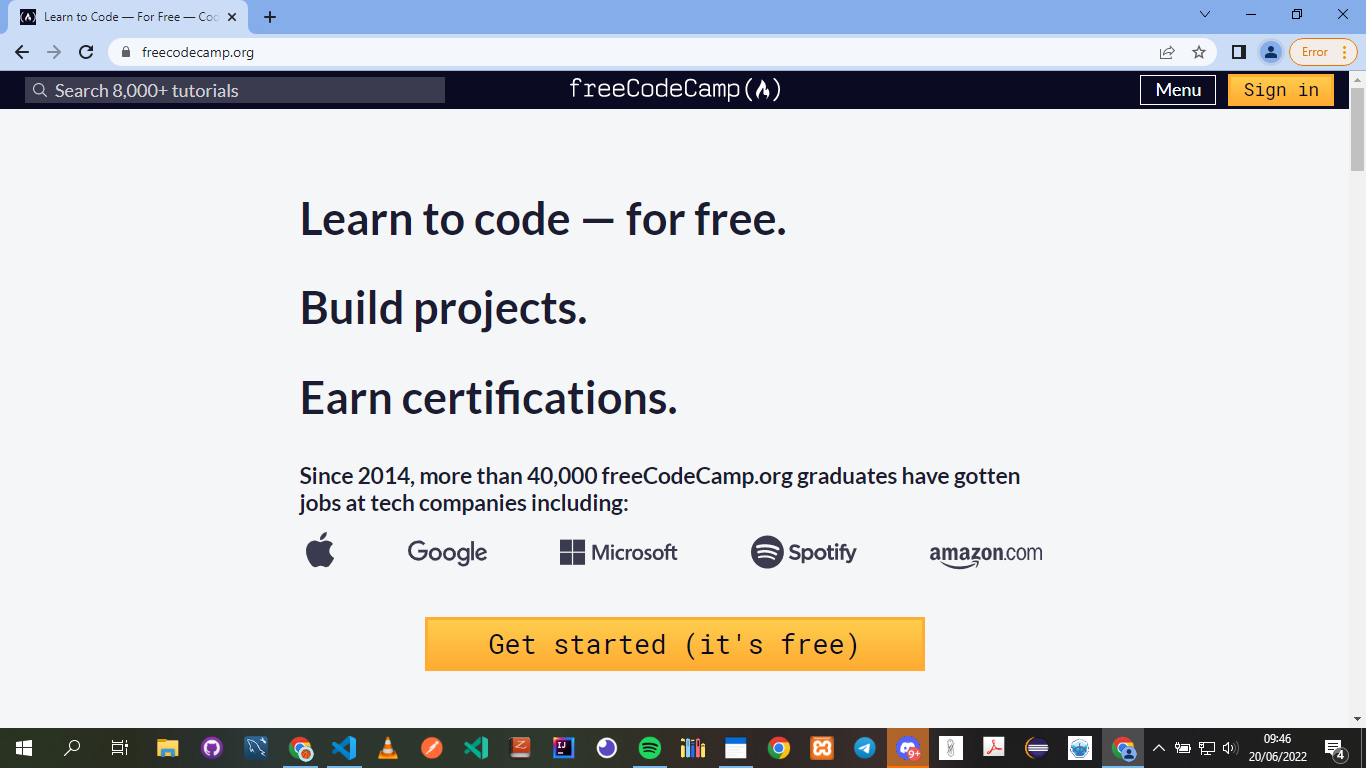 Learn to Code — For Free — Coc
freecodecamp.org
Error
Search 8,000+ tutorials
freeCodeCamp(🔥)
Menu
Sign in
Learn to code — for free.
Build projects.
Earn certifications.
Since 2014, more than 40,000 freeCodeCamp.org graduates have gotten
jobs at tech companies including:
Google
Microsoft
Spotify
amazon.com
Get started (it's free)
IJ
9+
09:46
20/06/2022
4